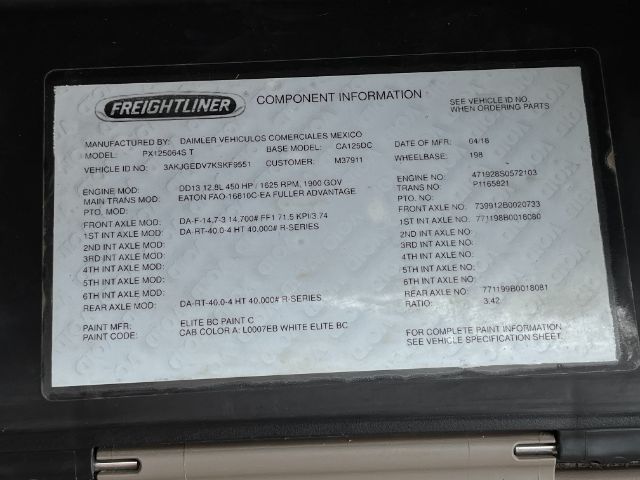 FREIGHTLINER COMPONENT INFORMATION
SEE VEHICLE ID NO.
WHEN ORDERING PARTS
MANUFACTURED BY: DAIMLER VEHICULOS COMERCIALES MEXICO
MODEL: PX125064S T BASE MODEL: CA125DC DATE OF MFR: 04/18
VEHICLE ID NO: 3AKJGEDV7KSKF9551 CUSTOMER: M37911 WHEELBASE: 198
ENGINE MOD: DD13 12.8L 450 HP / 1625 RPM, 1900 GOV ENGINE NO: 471928S0572103
MAIN TRANS MOD: EATON FAO-16810C-EA FULLER ADVANTAGE TRANS NO: P1165821
PTO. MOD: PTO. NO:
FRONT AXLE MOD: DA-F-14.7-3 14,700# FF1 71.5 KPI/3.74 FRONT AXLE NO: 739912B0020733
1ST INT AXLE MOD: DA-RT-40.0-4 HT 40,000# R-SERIES 1ST INT AXLE NO: 771198B0018080
2ND INT AXLE MOD: 2ND INT AXLE NO:
3RD INT AXLE MOD: 3RD INT AXLE NO:
4TH INT AXLE MOD: 4TH INT AXLE NO:
5TH INT AXLE MOD: 5TH INT AXLE NO:
6TH INT AXLE MOD: 6TH INT AXLE NO:
REAR AXLE MOD: DA-RT-40.0-4 HT 40,000# R-SERIES REAR AXLE NO: 771199B0018081
RATIO: 3.42
PAINT MFR: ELITE BC PAINT C
PAINT CODE: CAB COLOR A: L0007EB WHITE ELITE BC
FOR COMPLETE PAINT INFORMATION
SEE VEHICLE SPECIFICATION SHEET.